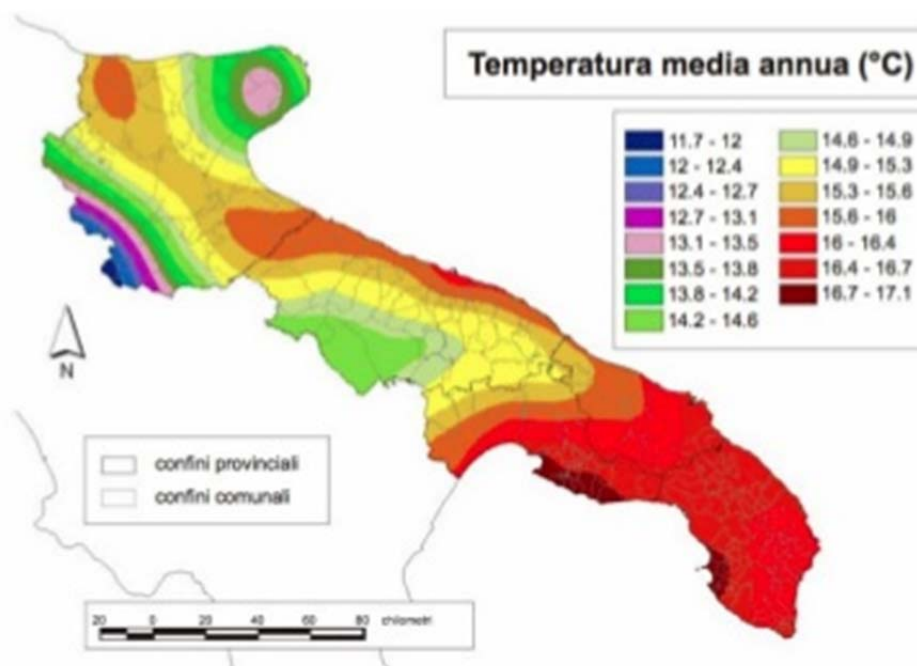 Temperatura media annua (°C)
11.7 - 12
12 - 12.4
12.4 - 12.7
12.7 - 13.1
13.1 - 13.5
13.5 - 13.8
13.8 - 14.2
14.2 - 14.6
14.6 - 14.9
14.9 - 15.3
15.3 - 15.6
15.6 - 16
16 - 16.4
16.4 - 16.7
16.7 - 17.1
N
confini provinciali
confini comunali
20 0 20 40 60 80 chilometri